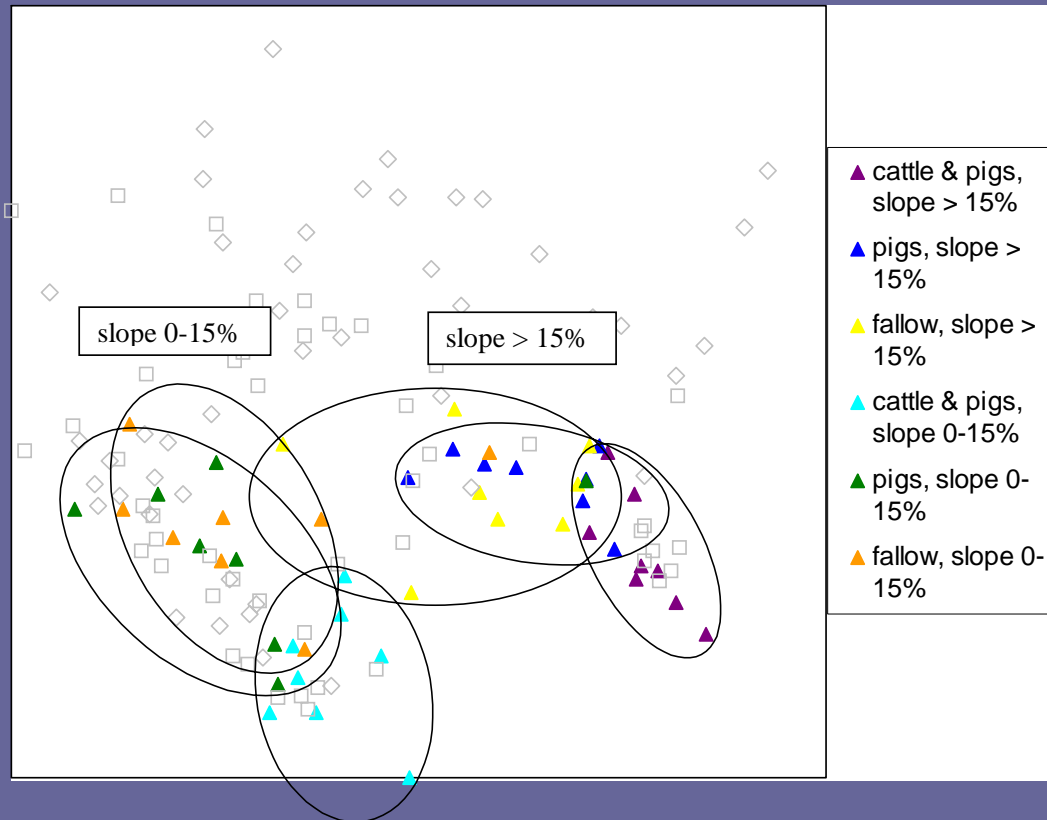 slope 0-15%
slope > 15%
cattle & pigs,
slope > 15%
pigs, slope >
15%
fallow, slope >
15%
cattle & pigs,
slope 0-15%
pigs, slope 0-
15%
fallow, slope 0-
15%